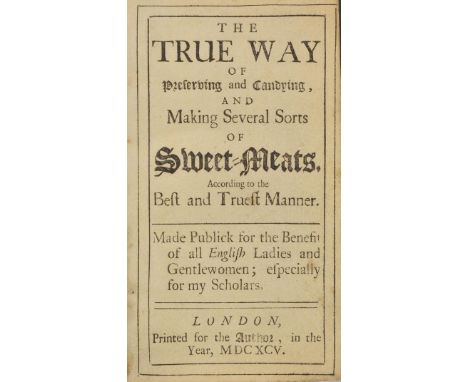 THE
TRUE WAY
OF
Preſerving and Candying,
AND
Making Several Sorts
OF
Sweet-Meats.
According to the
Beſt and Trueſt Manner.
Made Publick for the Benefit
of all Engliſh Ladies and
Gentlewomen; eſpecially
for my Scholars.
LONDON,
Printed for the Author, in the
Year, MDCXCV.